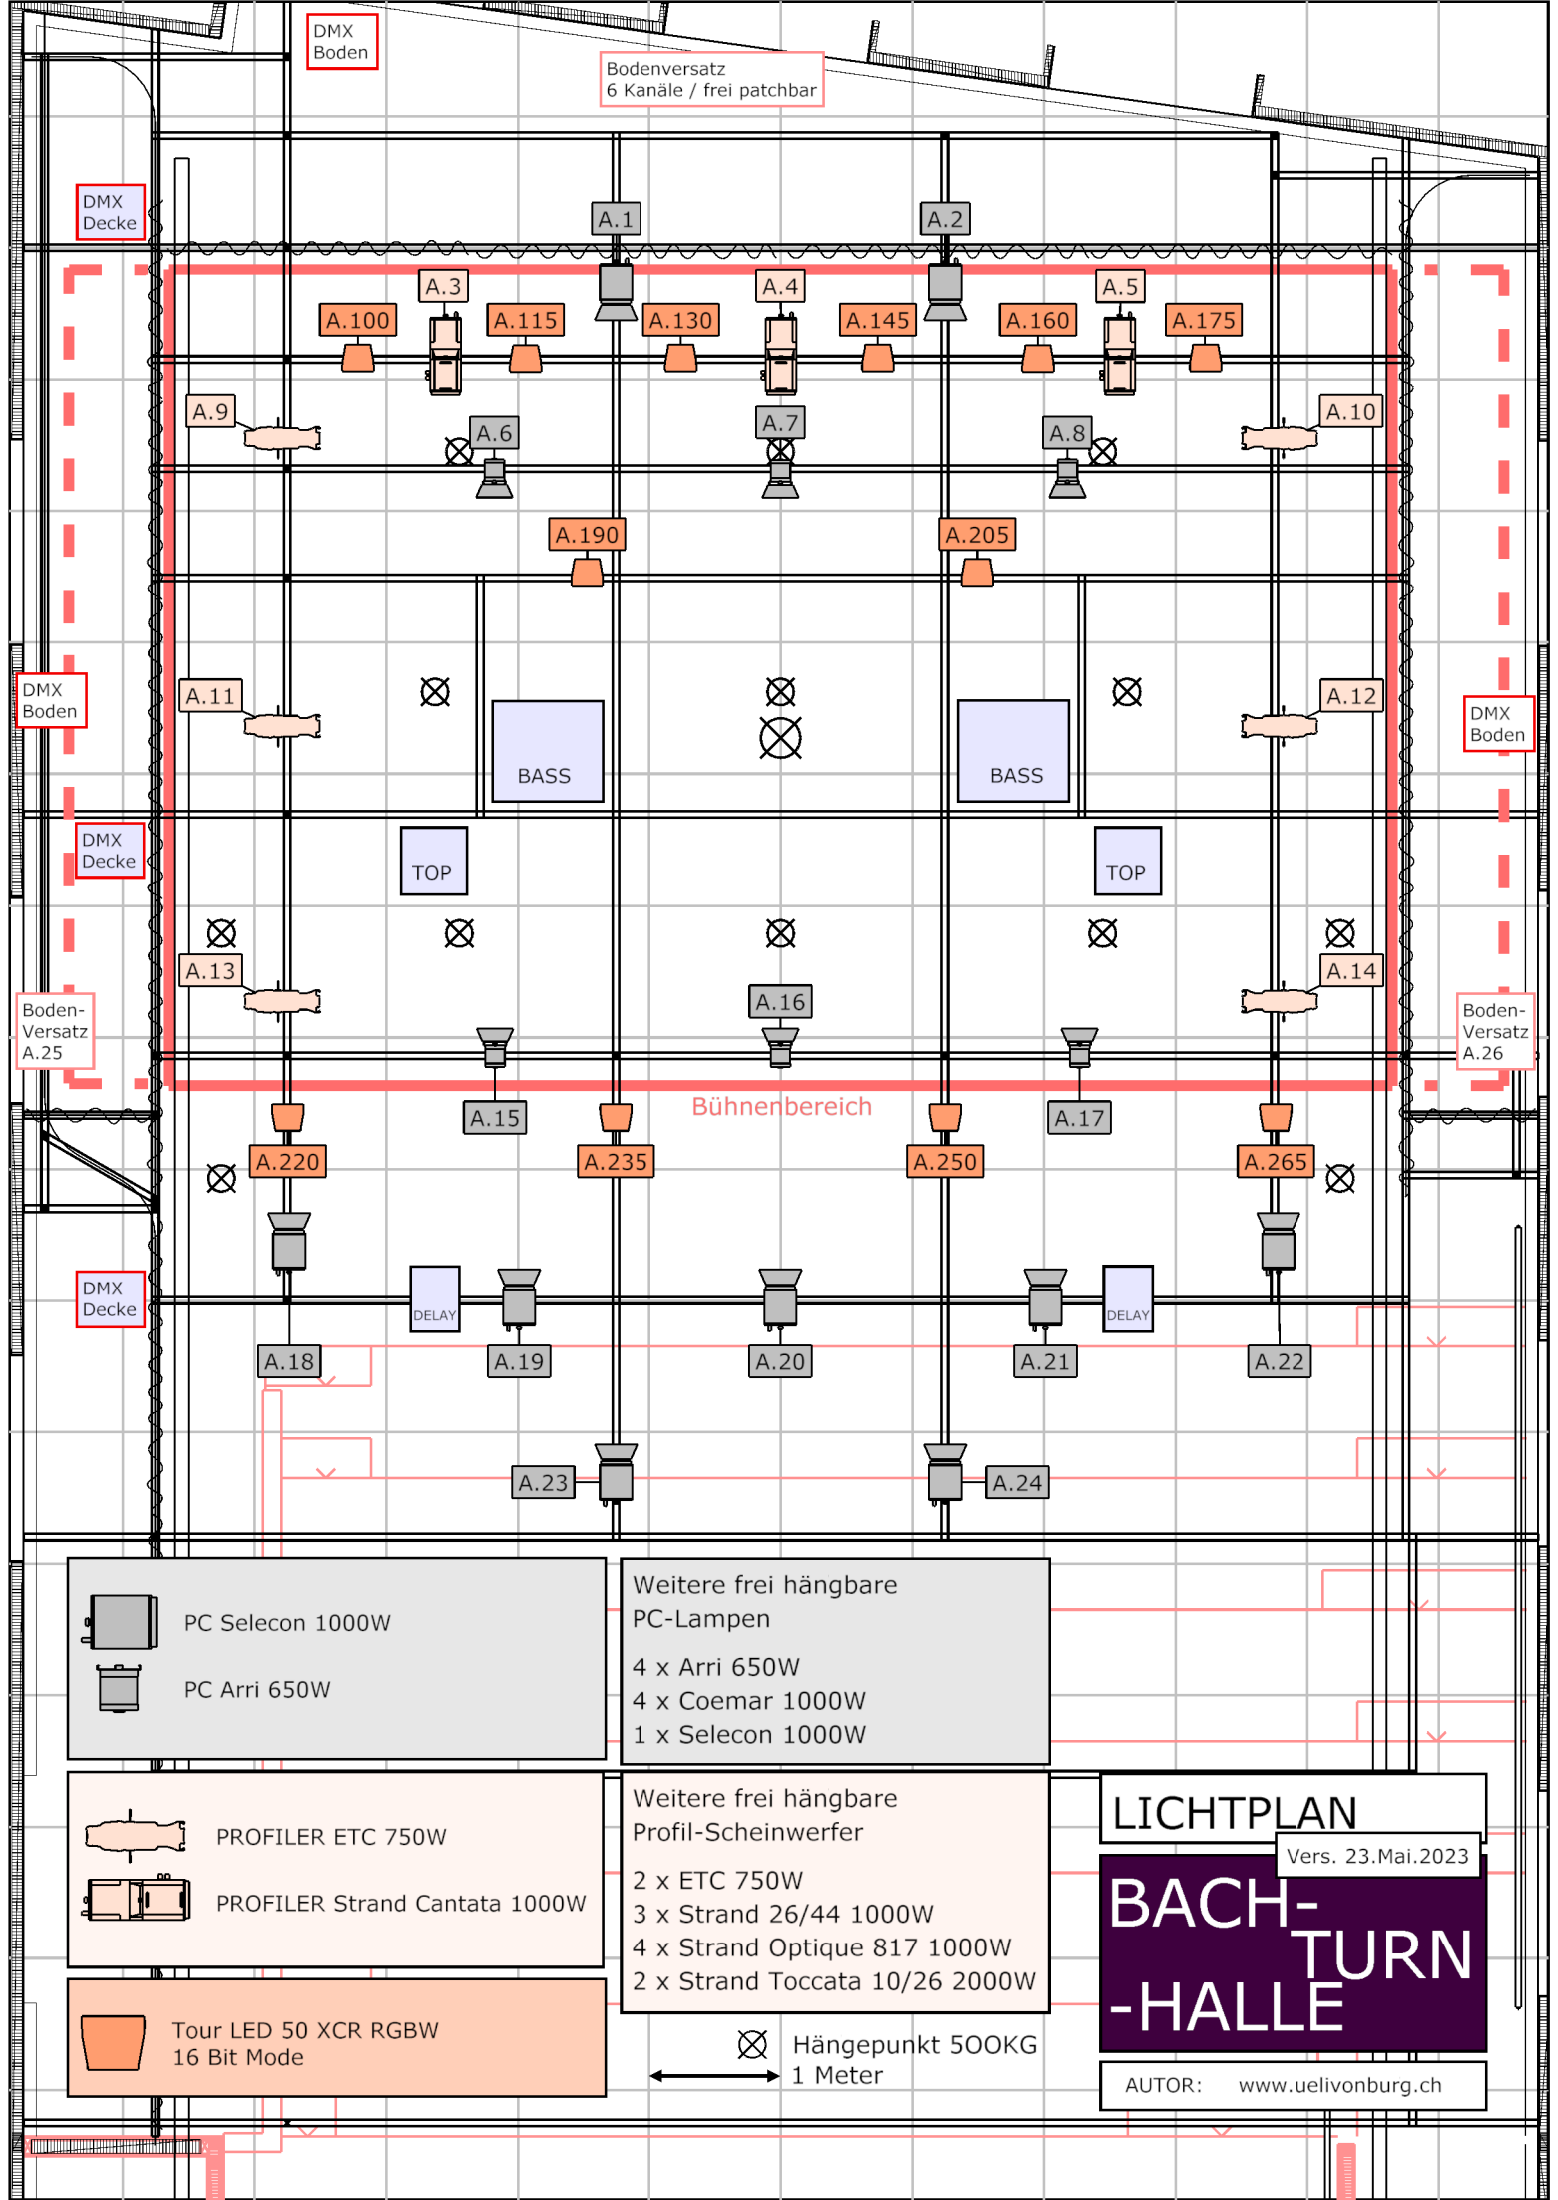 DMX
Boden
Bodenversatz
6 Kanäle / frei patchbar
DMX
Decke
A.1
A.2
A.3
A.4
A.5
A.100
A.115
A.130
A.145
A.160
A.175
A.9
A.6
A.7
A.8
A.10
A.190
A.205
DMX
Boden
A.11
A.12
DMX
Boden
BASS
BASS
DMX
Decke
TOP
TOP
A.13
A.14
A.16
Boden-
Versatz
A.25
Boden-
Versatz
A.26
Bühnenbereich
A.15
A.17
A.220
A.235
A.250
A.265
DMX
Decke
DELAY
DELAY
A.18
A.19
A.20
A.21
A.22
A.23
A.24
PC Selecon 1000W
PC Arri 650W
Weitere frei hängbare
PC-Lampen
4 x Arri 650W
4 x Coemar 1000W
1 x Selecon 1000W
PROFILER ETC 750W
PROFILER Strand Cantata 1000W
Weitere frei hängbare
Profil-Scheinwerfer
2 x ETC 750W
3 x Strand 26/44 1000W
4 x Strand Optique 817 1000W
2 x Strand Toccata 10/26 2000W
Tour LED 50 XCR RGBW
16 Bit Mode
Hängepunkt 500KG
1 Meter
LICHTPLAN
Vers. 23.Mai.2023
BACH-
TURN
-HALLE
AUTOR: www.uelivonburg.ch